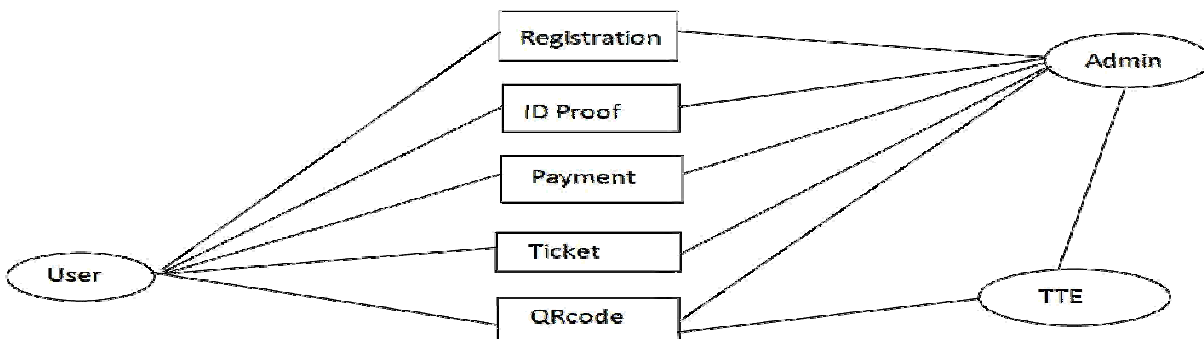 Registration
Admin
ID Proof
Payment
Ticket
User
TTE
QRcode